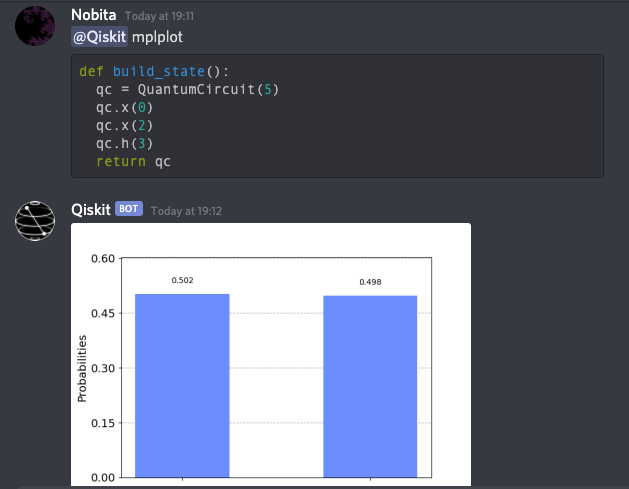 Nobita Today at 19:11
@Qiskit mplplot
def build_state():
  qc = QuantumCircuit(5)
  qc.x(0)
  qc.x(2)
  qc.h(3)
  return qc
Qiskit BOT Today at 19:12
0.60
0.502
0.498
0.45
Probabilities
0.30
0.15
0.00